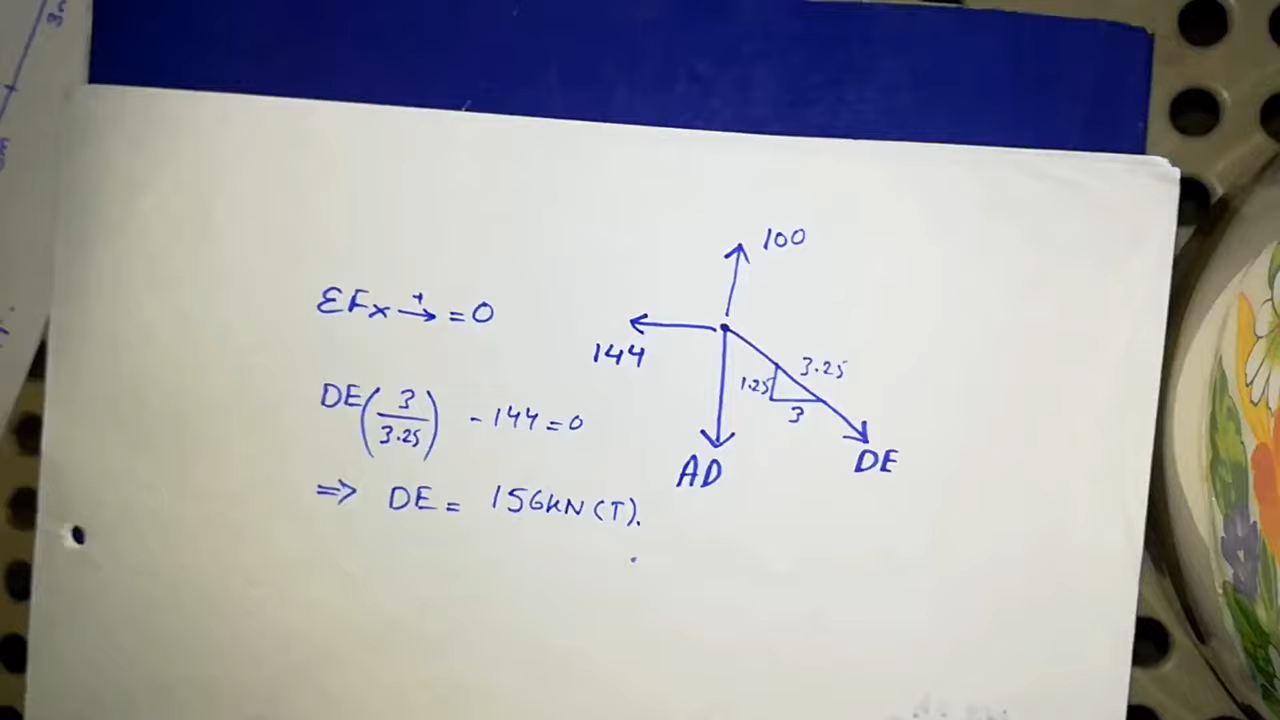 100
ΣFx →+ = 0
144
3.25
1.25
3
DE(3/3.25) - 144 = 0
AD
DE
=> DE = 156kN(T).